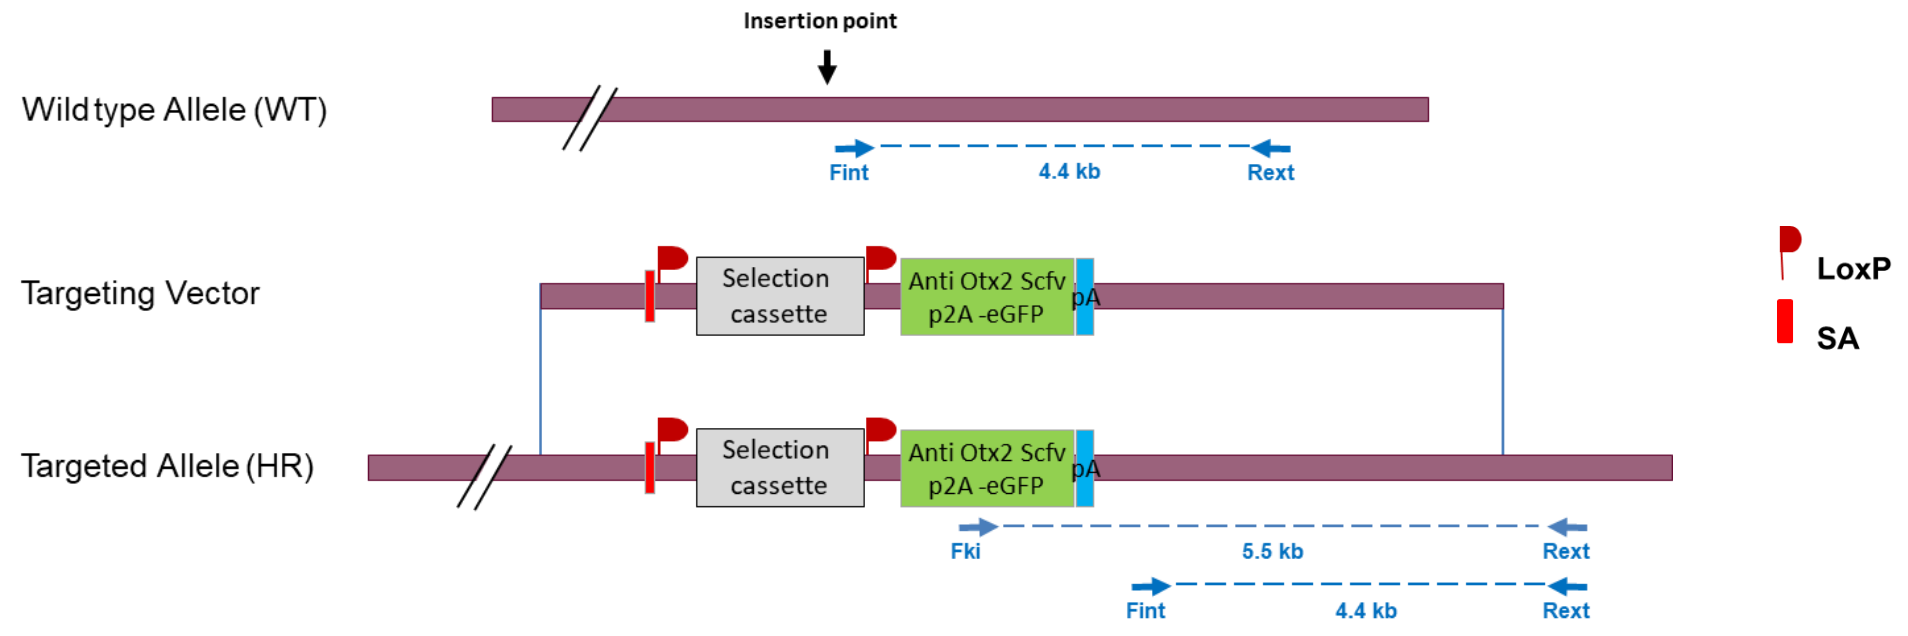 Insertion point
Wild type Allele (WT)
Fint
4.4 kb
Rext
Targeting Vector
Selection
cassette
Anti Otx2 Scfv
p2A -eGFP
pA
LoxP
SA
Targeted Allele (HR)
Selection
cassette
Anti Otx2 Scfv
p2A -eGFP
pA
Fki
5.5 kb
Rext
Fint
4.4 kb
Rext